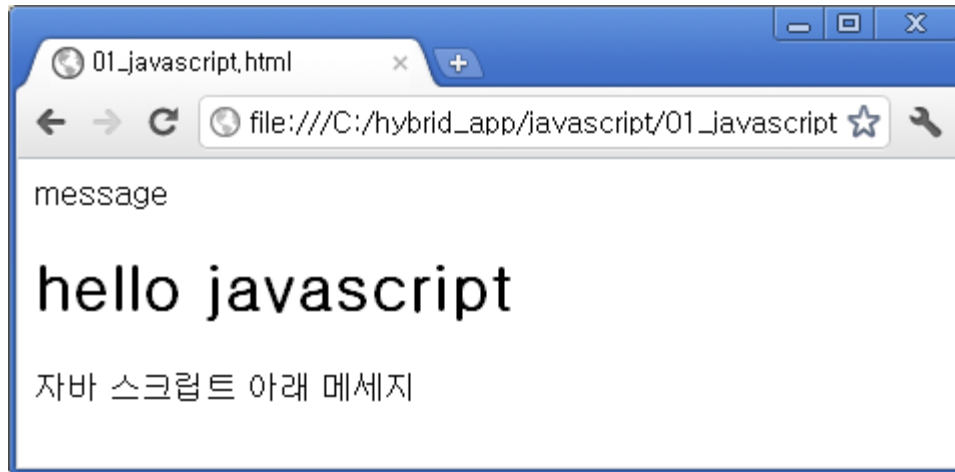 01_javascript.html
file:///C:/hybrid_app/javascript/01_javascript
message
hello javascript
자바 스크립트 아래 메세지